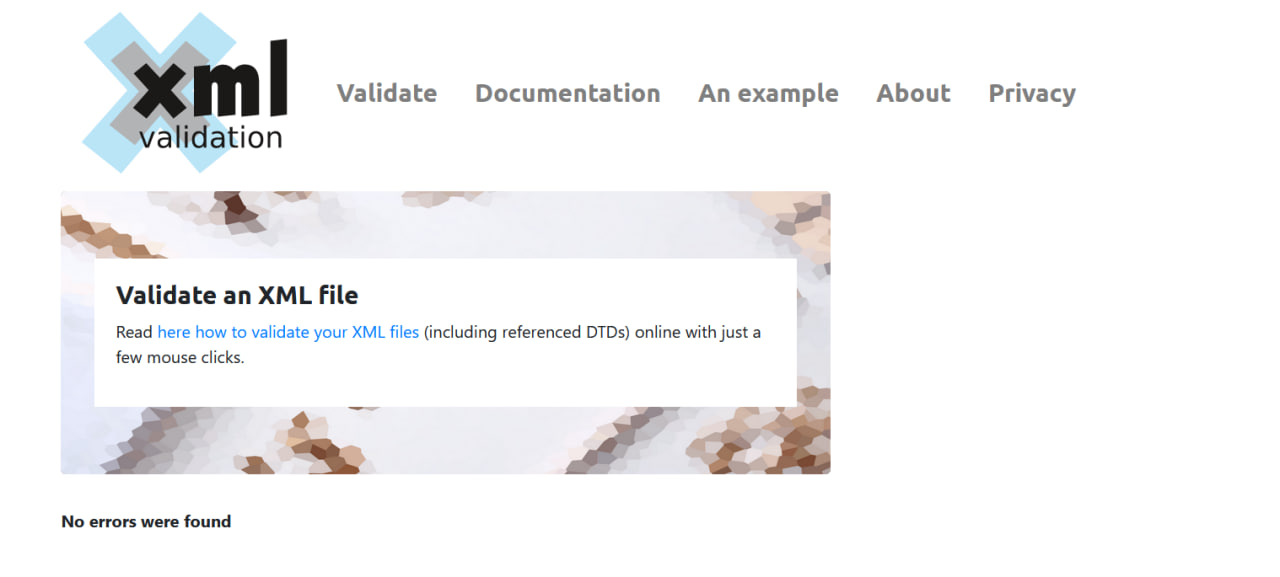 xml
validation
Validate
Documentation
An example
About
Privacy
Validate an XML file
Read here how to validate your XML files (including referenced DTDs) online with just a
few mouse clicks.
No errors were found